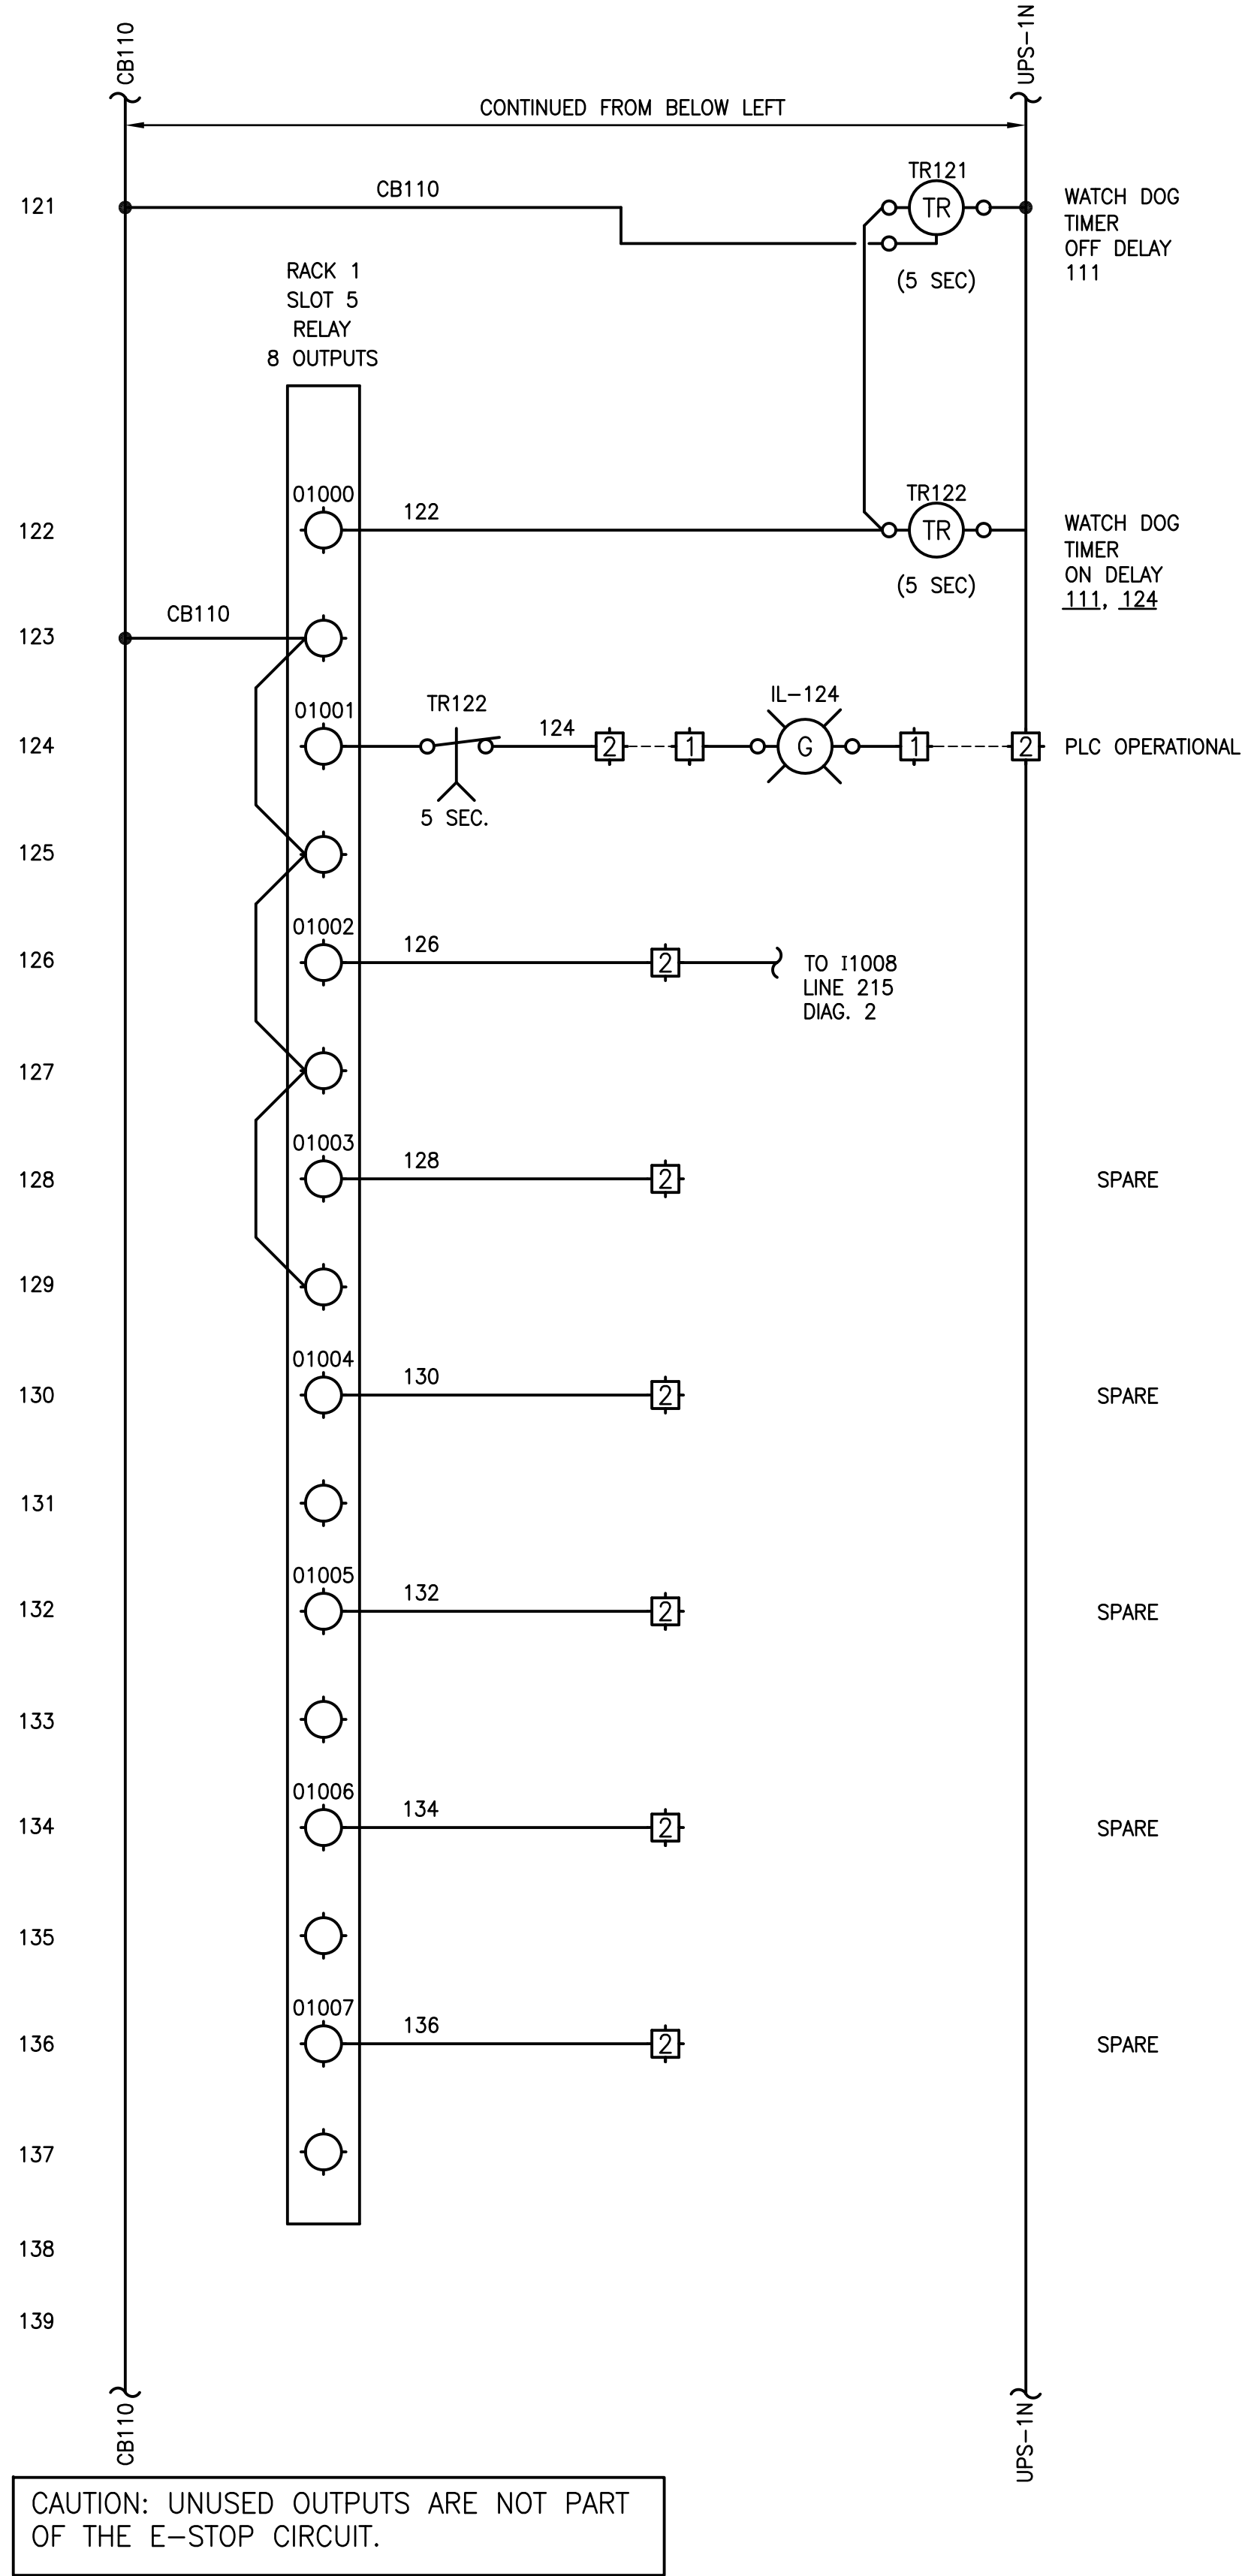 CB110
UPS-1N
CONTINUED FROM BELOW LEFT
121
CB110
TR121
TR
(5 SEC)
WATCH DOG
TIMER
OFF DELAY
111
RACK 1
SLOT 5
RELAY
8 OUTPUTS
122
01000
122
TR122
TR
(5 SEC)
WATCH DOG
TIMER
ON DELAY
111, 124
123
CB110
124
01001
TR122
5 SEC.
124
2
1
IL-124
G
1
2
PLC OPERATIONAL
125
126
01002
126
2
TO I1008
LINE 215
DIAG. 2
127
128
01003
128
2
SPARE
129
130
01004
130
2
SPARE
131
132
01005
132
2
SPARE
133
134
01006
134
2
SPARE
135
136
01007
136
2
SPARE
137
138
139
CB110
UPS-1N
CAUTION: UNUSED OUTPUTS ARE NOT PART
OF THE E-STOP CIRCUIT.